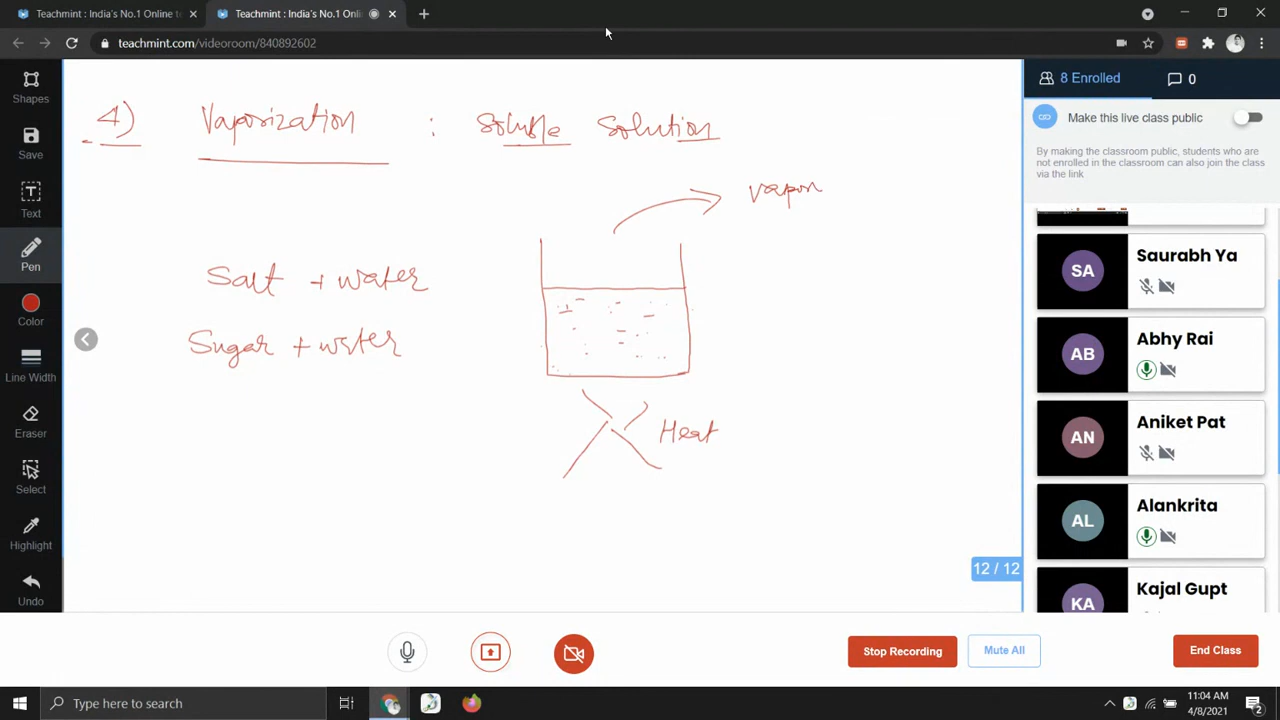 Teachmint : India's No.1 Online t
Teachmint : India's No.1 Onli
teachmint.com/videoroom/840892602
Shapes
Save
Text
Pen
Color
Line Width
Eraser
Select
Highlight
Undo
4) Vaporization : Soluble Solution
vapor
Salt + water
Sugar + water
Heat
12 / 12
8 Enrolled
0
Make this live class public
By making the classroom public, students who are
not enrolled in the classroom can also join the class
via the link
SA
Saurabh Ya
AB
Abhy Rai
AN
Aniket Pat
AL
Alankrita
KA
Kajal Gupt
Stop Recording
Mute All
End Class
Type here to search
11:04 AM
4/8/2021
2